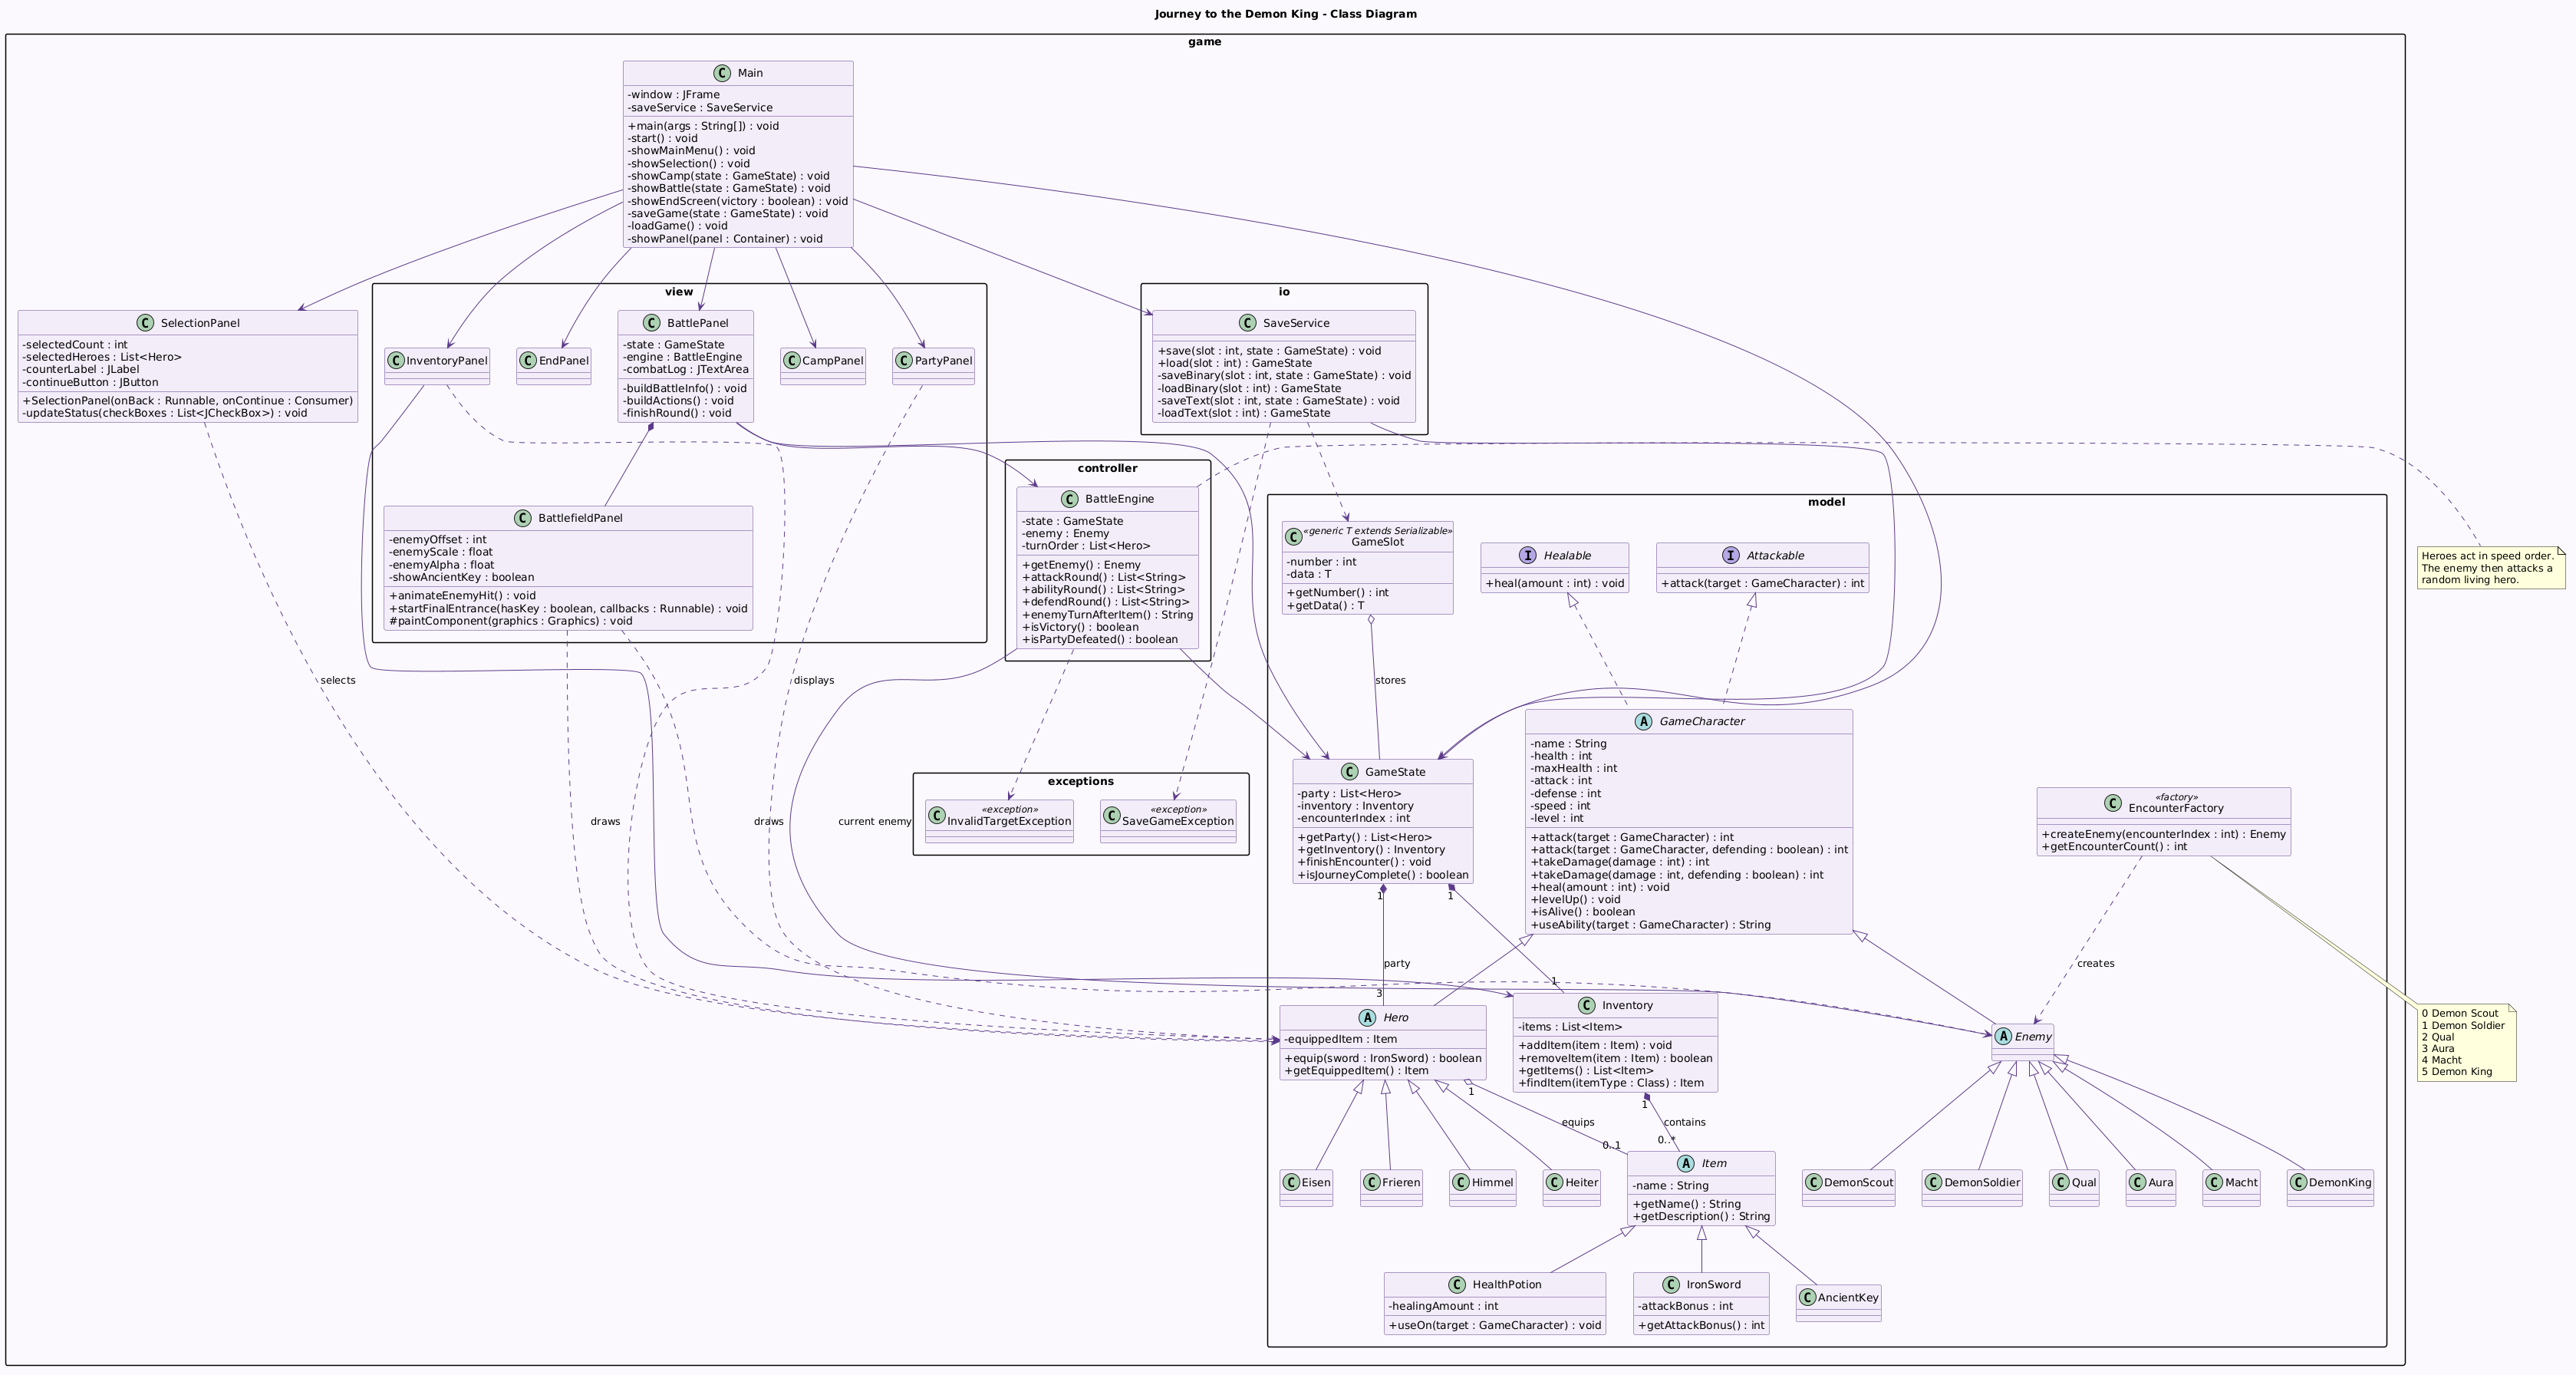 Journey to the Demon King - Class Diagram
game
C Main
-window : JFrame
-saveService : SaveService
+main(args : String[]) : void
-start() : void
-showMainMenu() : void
-showSelection() : void
-showCamp(state : GameState) : void
-showBattle(state : GameState) : void
-showEndScreen(victory : boolean) : void
-saveGame(state : GameState) : void
-loadGame() : void
-showPanel(panel : Container) : void
C SelectionPanel
-selectedCount : int
-selectedHeroes : List<Hero>
-counterLabel : JLabel
-continueButton : JButton
+SelectionPanel(onBack : Runnable, onContinue : Consumer)
-updateStatus(checkBoxes : List<JCheckBox>) : void
view
C InventoryPanel
C EndPanel
C BattlePanel
-state : GameState
-engine : BattleEngine
-combatLog : JTextArea
-buildBattleInfo() : void
-buildActions() : void
-finishRound() : void
C CampPanel
C PartyPanel
C BattlefieldPanel
-enemyOffset : int
-enemyScale : float
-enemyAlpha : float
-showAncientKey : boolean
+animateEnemyHit() : void
+startFinalEntrance(hasKey : boolean, callbacks : Runnable) : void
#paintComponent(graphics : Graphics) : void
io
C SaveService
+save(slot : int, state : GameState) : void
+load(slot : int) : GameState
-saveBinary(slot : int, state : GameState) : void
-loadBinary(slot : int) : GameState
-saveText(slot : int, state : GameState) : void
-loadText(slot : int) : GameState
controller
C BattleEngine
-state : GameState
-enemy : Enemy
-turnOrder : List<Hero>
+getEnemy() : Enemy
+attackRound() : List<String>
+abilityRound() : List<String>
+defendRound() : List<String>
+enemyTurnAfterItem() : String
+isVictory() : boolean
+isPartyDefeated() : boolean
model
C «generic T extends Serializable»
GameSlot
-number : int
-data : T
+getNumber() : int
+getData() : T
I Healable
+heal(amount : int) : void
I Attackable
+attack(target : GameCharacter) : int
Heroes act in speed order.
The enemy then attacks a
random living hero.
selects
displays
stores
A GameCharacter
-name : String
-health : int
-maxHealth : int
-attack : int
-defense : int
-speed : int
-level : int
+attack(target : GameCharacter) : int
+attack(target : GameCharacter, defending : boolean) : int
+takeDamage(damage : int) : int
+takeDamage(damage : int, defending : boolean) : int
+heal(amount : int) : void
+levelUp() : void
+isAlive() : boolean
+useAbility(target : GameCharacter) : String
C GameState
-party : List<Hero>
-inventory : Inventory
-encounterIndex : int
+getParty() : List<Hero>
+getInventory() : Inventory
+finishEncounter() : void
+isJourneyComplete() : boolean
exceptions
C «exception»
InvalidTargetException
C «exception»
SaveGameException
C «factory»
EncounterFactory
+createEnemy(encounterIndex : int) : Enemy
+getEncounterCount() : int
draws
draws
current enemy
1
1
party
creates
3
1
C Inventory
-items : List<Item>
+addItem(item : Item) : void
+removeItem(item : Item) : boolean
+getItems() : List<Item>
+findItem(itemType : Class) : Item
A Hero
-equippedItem : Item
+equip(sword : IronSword) : boolean
+getEquippedItem() : Item
A Enemy
0 Demon Scout
1 Demon Soldier
2 Qual
3 Aura
4 Macht
5 Demon King
1
1
equips
contains
0..1
0..*
C Eisen
C Frieren
C Himmel
C Heiter
A Item
-name : String
+getName() : String
+getDescription() : String
C DemonScout
C DemonSoldier
C Qual
C Aura
C Macht
C DemonKing
C HealthPotion
-healingAmount : int
+useOn(target : GameCharacter) : void
C IronSword
-attackBonus : int
+getAttackBonus() : int
C AncientKey